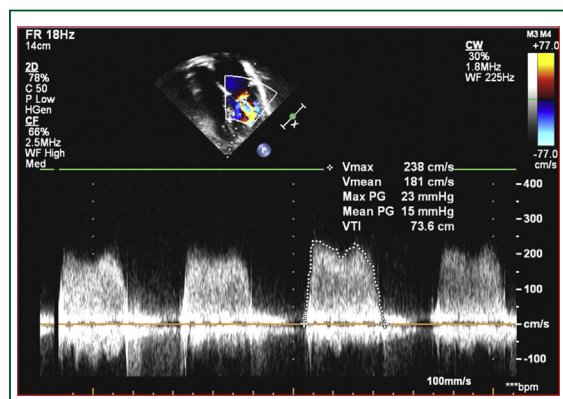 FR 18Hz
14cm
2D
78%
C 50
P Low
HGen
CF
66%
2.5MHz
WF High
Med
P
x
CW
30%
1.8MHz
WF 225Hz
M3 M4
+77.0
-77.0
cm/s
Vmax 238 cm/s
Vmean 181 cm/s
Max PG 23 mmHg
Mean PG 15 mmHg
VTI 73.6 cm
400
300
200
100
cm/s
-100
100mm/s
***bpm